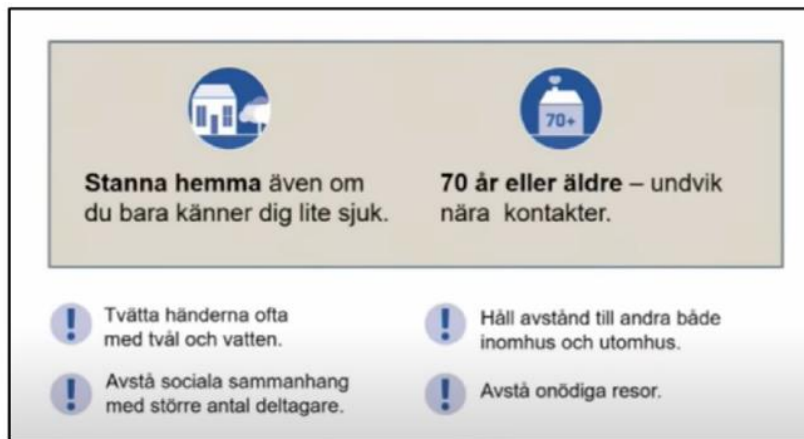 70+
Stanna hemma även om
du bara känner dig lite sjuk.
70 år eller äldre – undvik
nära kontakter.
Tvätta händerna ofta
med tvål och vatten.
Håll avstånd till andra både
inomhus och utomhus.
Avstå sociala sammanhang
med större antal deltagare.
Avstå onödiga resor.